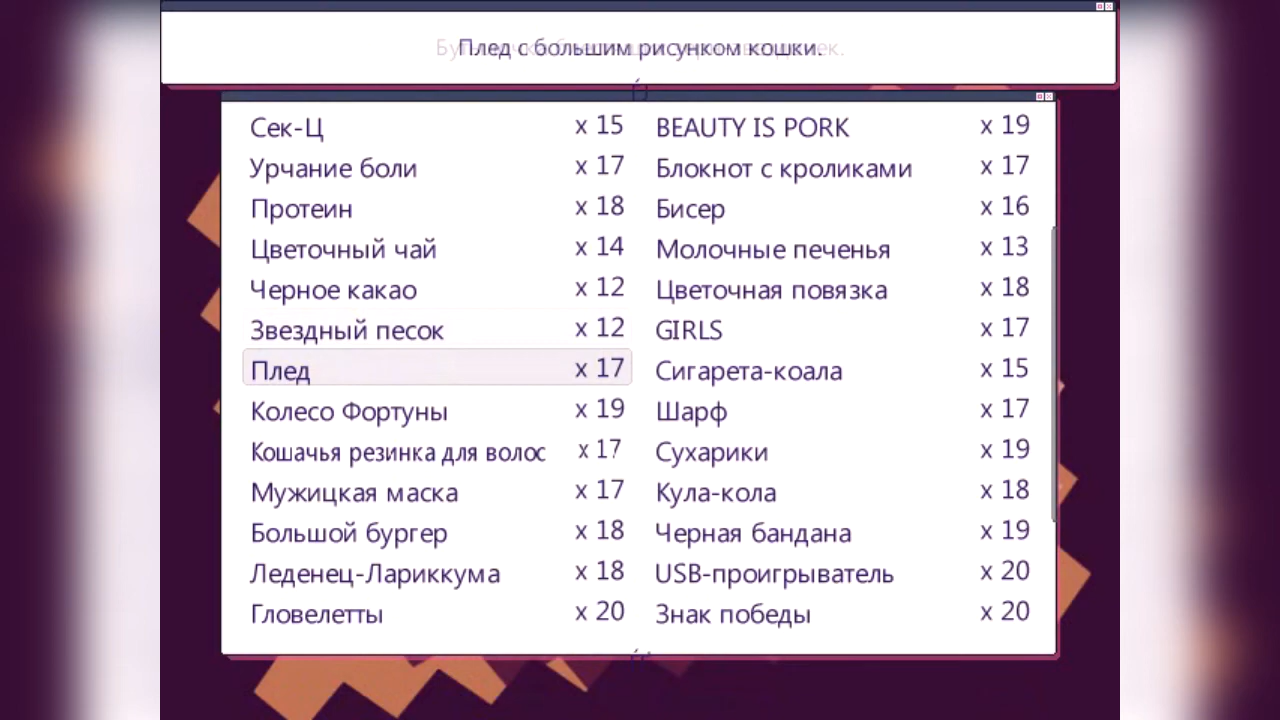 Плед с большим рисунком кошки.
Сек-Ц x 15 BEAUTY IS PORK x 19
Урчание боли x 17 Блокнот с кроликами x 17
Протеин x 18 Бисер x 16
Цветочный чай x 14 Молочные печенья x 13
Черное какао x 12 Цветочная повязка x 18
Звездный песок x 12 GIRLS x 17
Плед x 17 Сигарета-коала x 15
Колесо Фортуны x 19 Шарф x 17
Кошачья резинка для волос x 17 Сухарики x 19
Мужицкая маска x 17 Кула-кола x 18
Большой бургер x 18 Черная бандана x 19
Леденец-Лариккума x 18 USB-проигрыватель x 20
Гловелетты x 20 Знак победы x 20